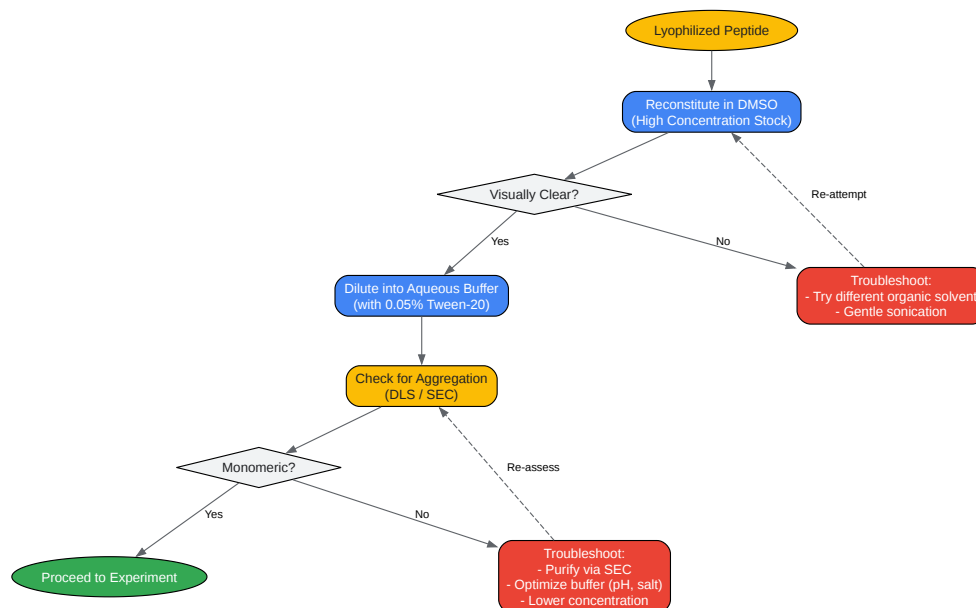 Lyophilized Peptide
Reconstitute in DMSO
(High Concentration Stock)
Visually Clear?
Re-attempt
Yes
No
Dilute into Aqueous Buffer
(with 0.05% Tween-20)
Troubleshoot:
- Try different organic solvent
- Gentle sonication
Check for Aggregation
(DLS / SEC)
Monomeric?
Re-assess
Yes
No
Proceed to Experiment
Troubleshoot:
- Purify via SEC
- Optimize buffer (pH, salt)
- Lower concentration